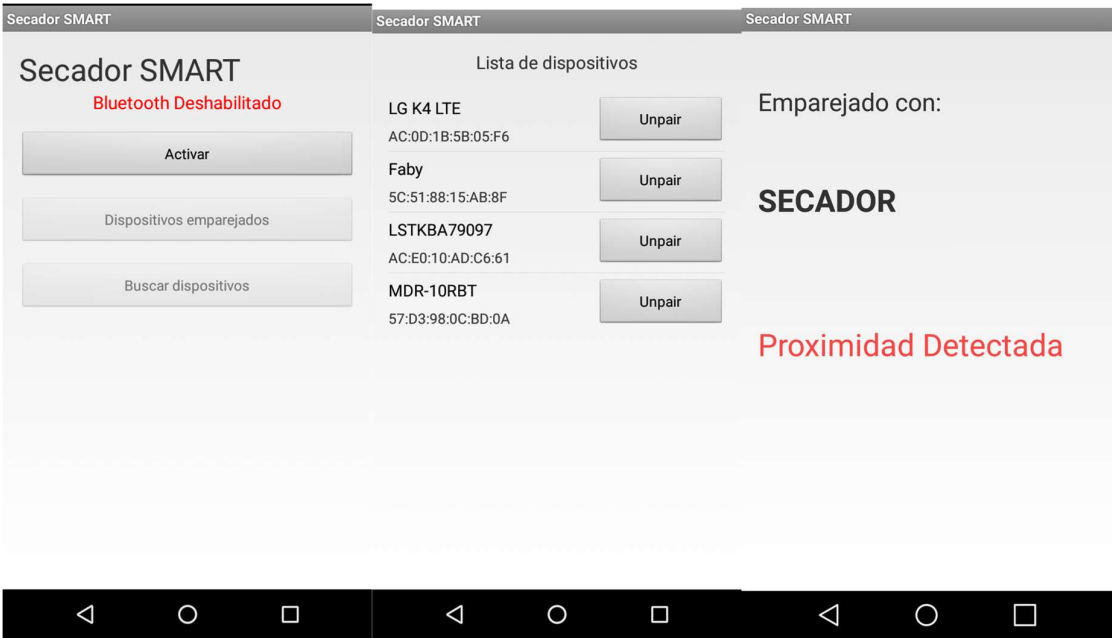 Secador SMART
Secador SMART
Bluetooth Deshabilitado
Activar
Dispositivos emparejados
Buscar dispositivos
Secador SMART
Lista de dispositivos
LG K4 LTE
AC:0D:1B:5B:05:F6
Unpair
Faby
5C:51:88:15:AB:8F
Unpair
LSTKBA79097
AC:E0:10:AD:C6:61
Unpair
MDR-10RBT
57:D3:98:0C:BD:0A
Unpair
Secador SMART
Emparejado con:
SECADOR
Proximidad Detectada